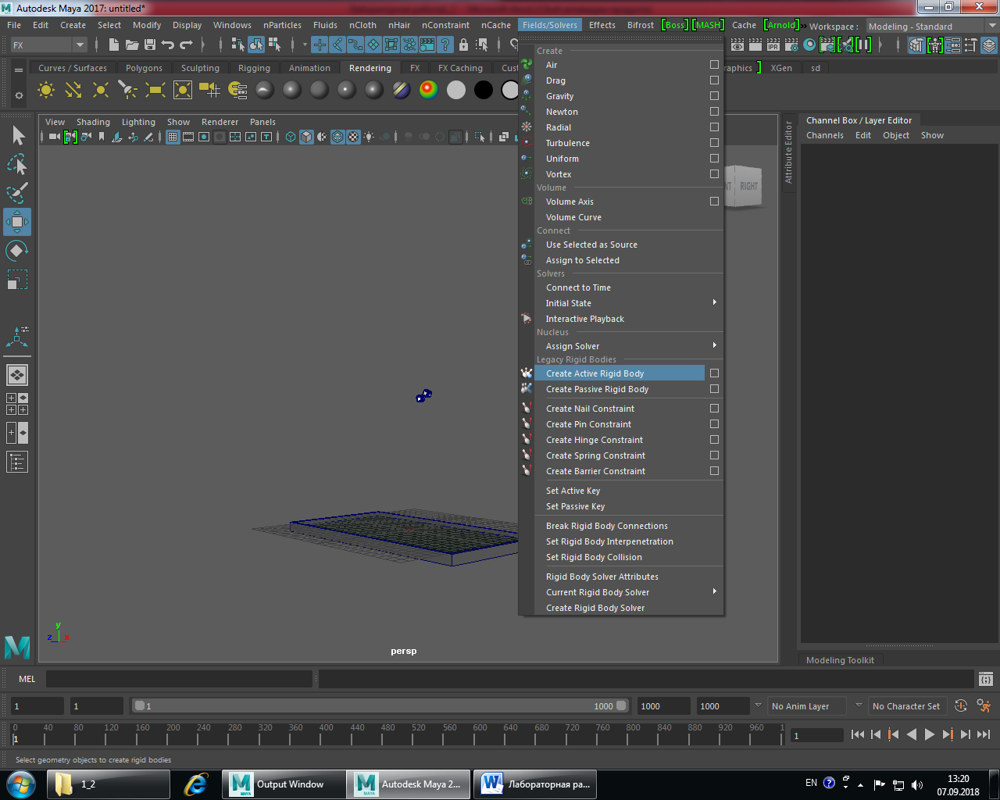 Autodesk Maya 2017: untitled*
File Edit Create Select Modify Display Windows nParticles Fluids nCloth nHair nConstraint nCache Fields/Solvers Effects Bifrost [Boss] [MASH] Cache [Arnold] » Workspace : Modeling - Standard
FX
IPR
Curves / Surfaces Polygons Sculpting Rigging Animation Rendering FX FX Caching Cust raphics ] XGen sd
View Shading Lighting Show Renderer Panels
Create
Air
Drag
Gravity
Newton
Radial
Turbulence
Uniform
Vortex
Volume
Volume Axis
Volume Curve
Connect
Use Selected as Source
Assign to Selected
Solvers
Connect to Time
Initial State
Interactive Playback
Nucleus
Assign Solver
Legacy Rigid Bodies
Create Active Rigid Body
Create Passive Rigid Body
Create Nail Constraint
Create Pin Constraint
Create Hinge Constraint
Create Spring Constraint
Create Barrier Constraint
Set Active Key
Set Passive Key
Break Rigid Body Connections
Set Rigid Body Interpenetration
Set Rigid Body Collision
Rigid Body Solver Attributes
Current Rigid Body Solver
Create Rigid Body Solver
NT RIGHT
Attribute Editor
Channel Box / Layer Editor
Channels Edit Object Show
Modeling Toolkit
y
z x
persp
MEL
1 1 1 1000 1000 1000 No Anim Layer No Character Set
0 40 80 120 160 200 240 280 320 360 400 440 480 520 560 600 640 680 720 760 800 840 880 920 960 1
1
1
Select geometry objects to create rigid bodies
1_2
MAYA Output Window
MAYA Autodesk Maya 2...
Лабораторная ра...
EN
13:20
07.09.2018